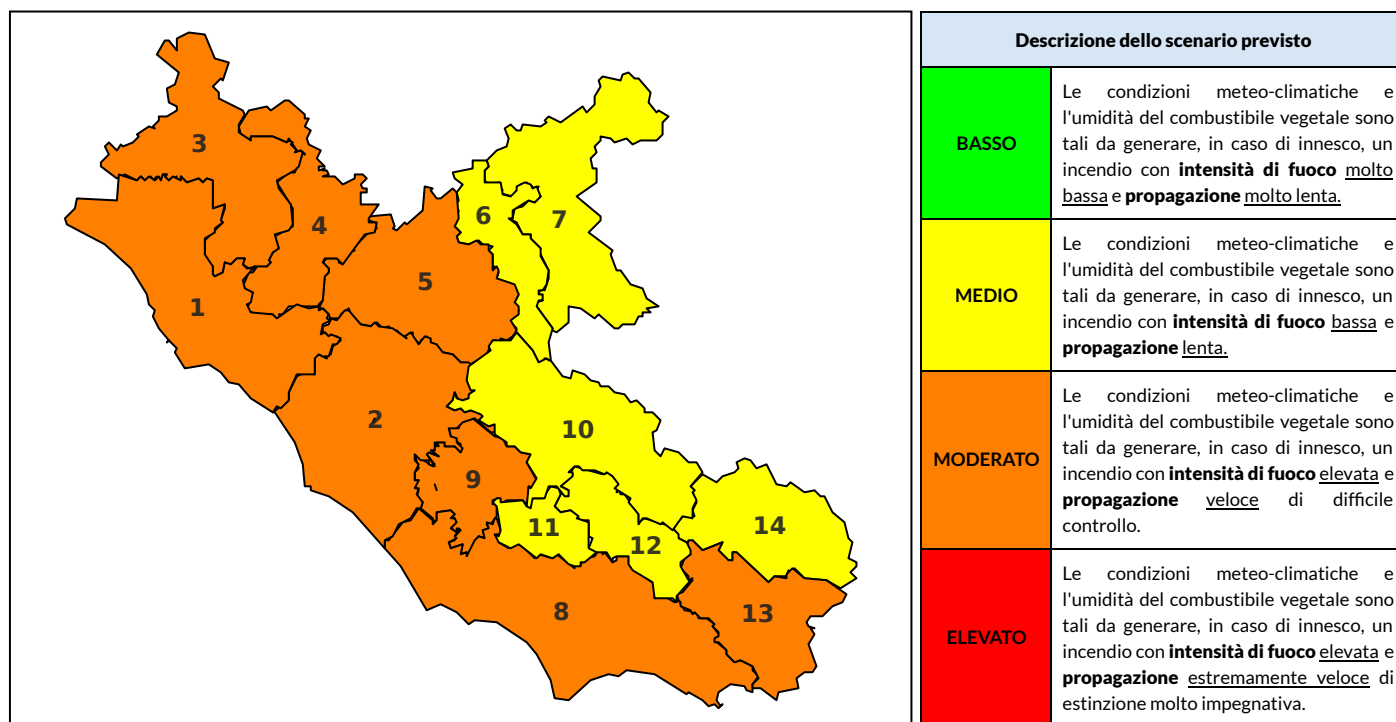 3
4
6
7
5
1
2
10
9
11
12
14
8
13
Descrizione dello scenario previsto
BASSO
Le condizioni meteo-climatiche e
l'umidità del combustibile vegetale sono
tali da generare, in caso di innesco, un
incendio con intensità di fuoco molto
bassa e propagazione molto lenta.
MEDIO
Le condizioni meteo-climatiche e
l'umidità del combustibile vegetale sono
tali da generare, in caso di innesco, un
incendio con intensità di fuoco bassa e
propagazione lenta.
MODERATO
Le condizioni meteo-climatiche e
l'umidità del combustibile vegetale sono
tali da generare, in caso di innesco, un
incendio con intensità di fuoco elevata e
propagazione veloce di difficile
controllo.
ELEVATO
Le condizioni meteo-climatiche e
l'umidità del combustibile vegetale sono
tali da generare, in caso di innesco, un
incendio con intensità di fuoco elevata e
propagazione estremamente veloce di
estinzione molto impegnativa.